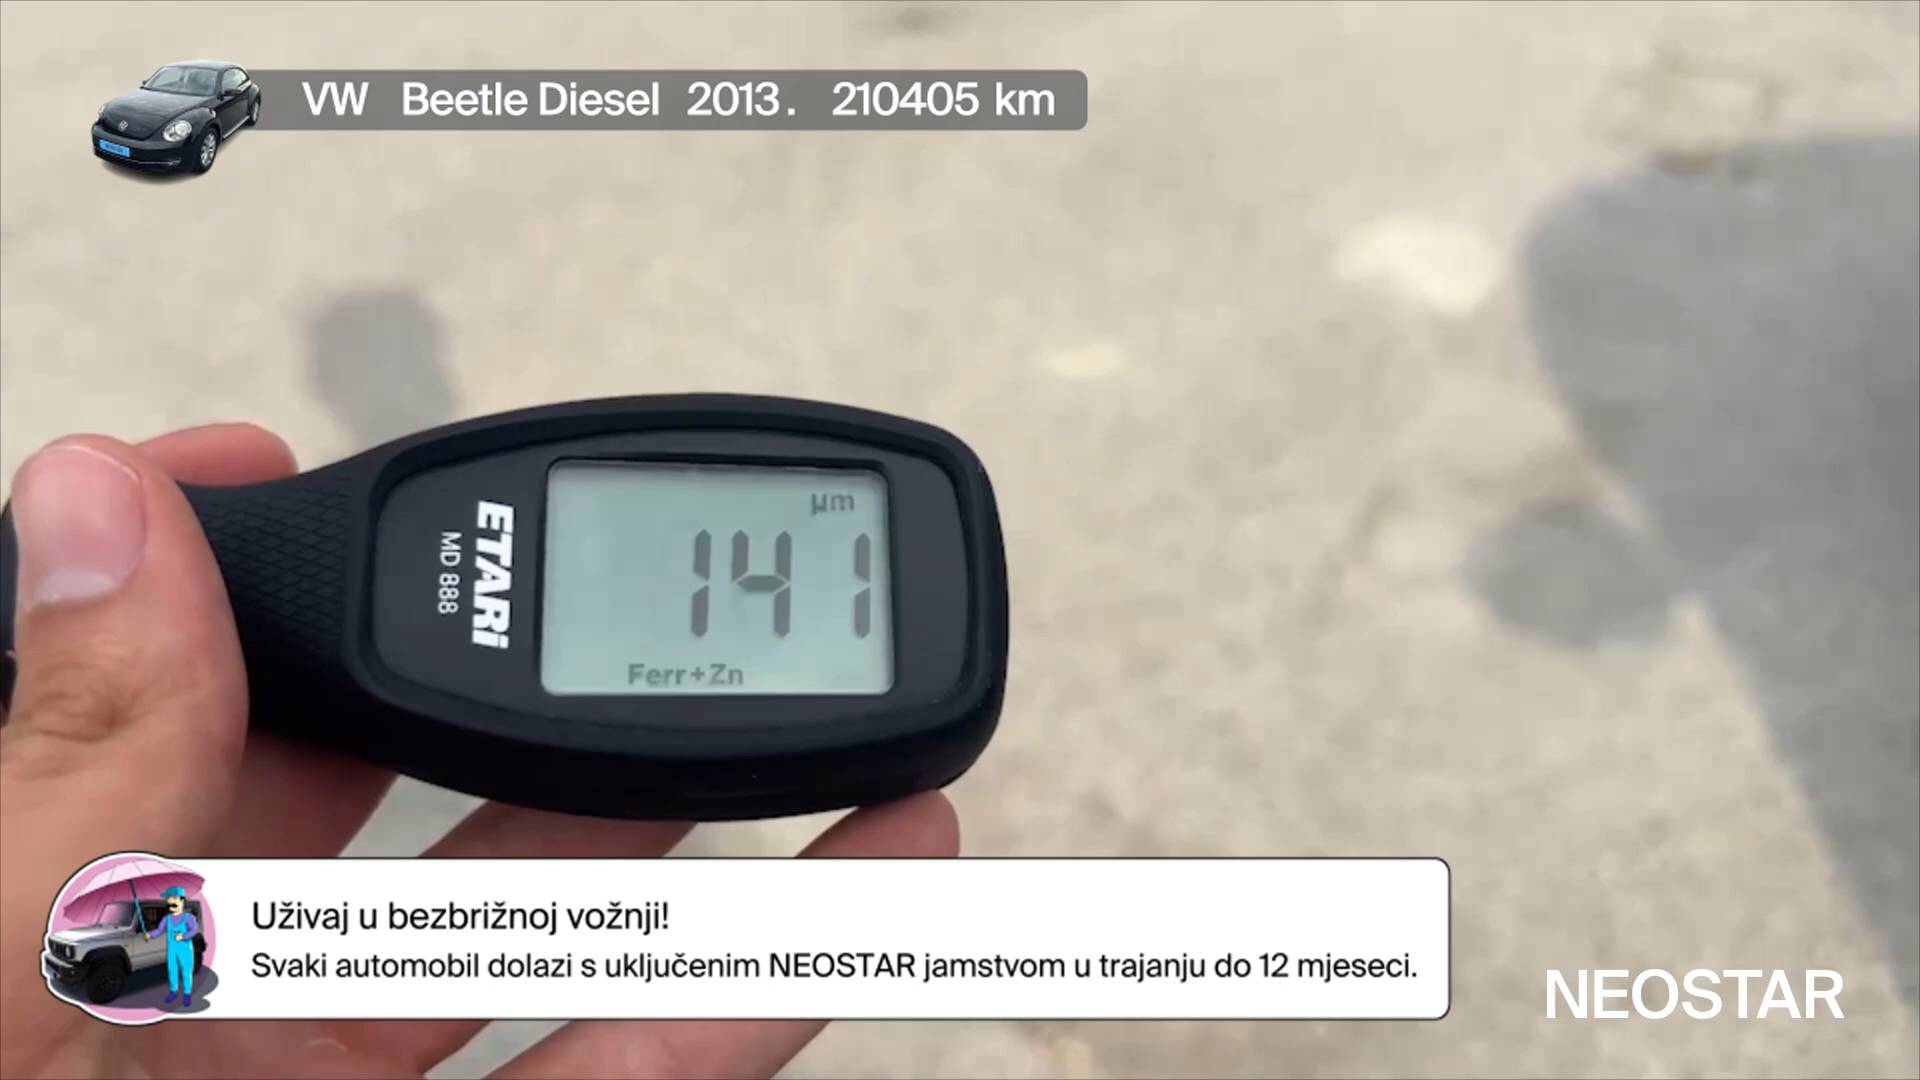 VW Beetle Diesel 2013. 210405 km
ETARI
MD 888
µm
141
Ferr+Zn
Uživaj u bezbrižnoj vožnji!
Svaki automobil dolazi s uključenim NEOSTAR jamstvom u trajanju do 12 mjeseci.
NEOSTAR